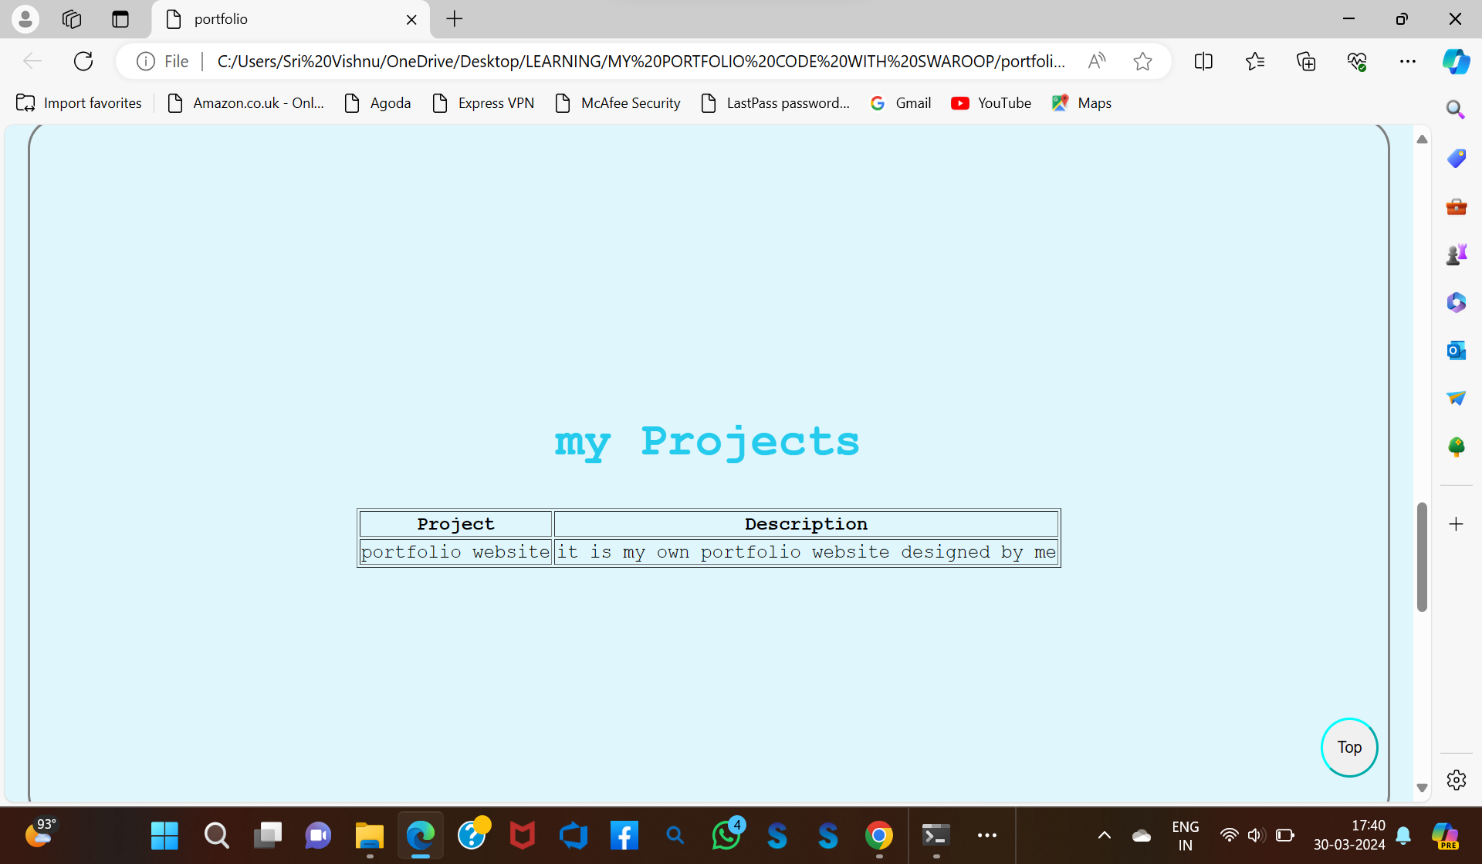 portfolio
File
C:/Users/Sri%20Vishnu/OneDrive/Desktop/LEARNING/MY%20PORTFOLIO%20CODE%20WITH%20SWAROOP/portfoli...
Import favorites Amazon.co.uk - Onl... Agoda Express VPN McAfee Security LastPass password... Gmail YouTube Maps
my Projects
Project Description
portfolio website it is my own portfolio website designed by me
Top
93°
4
ENG
IN
17:40
30-03-2024
PRE